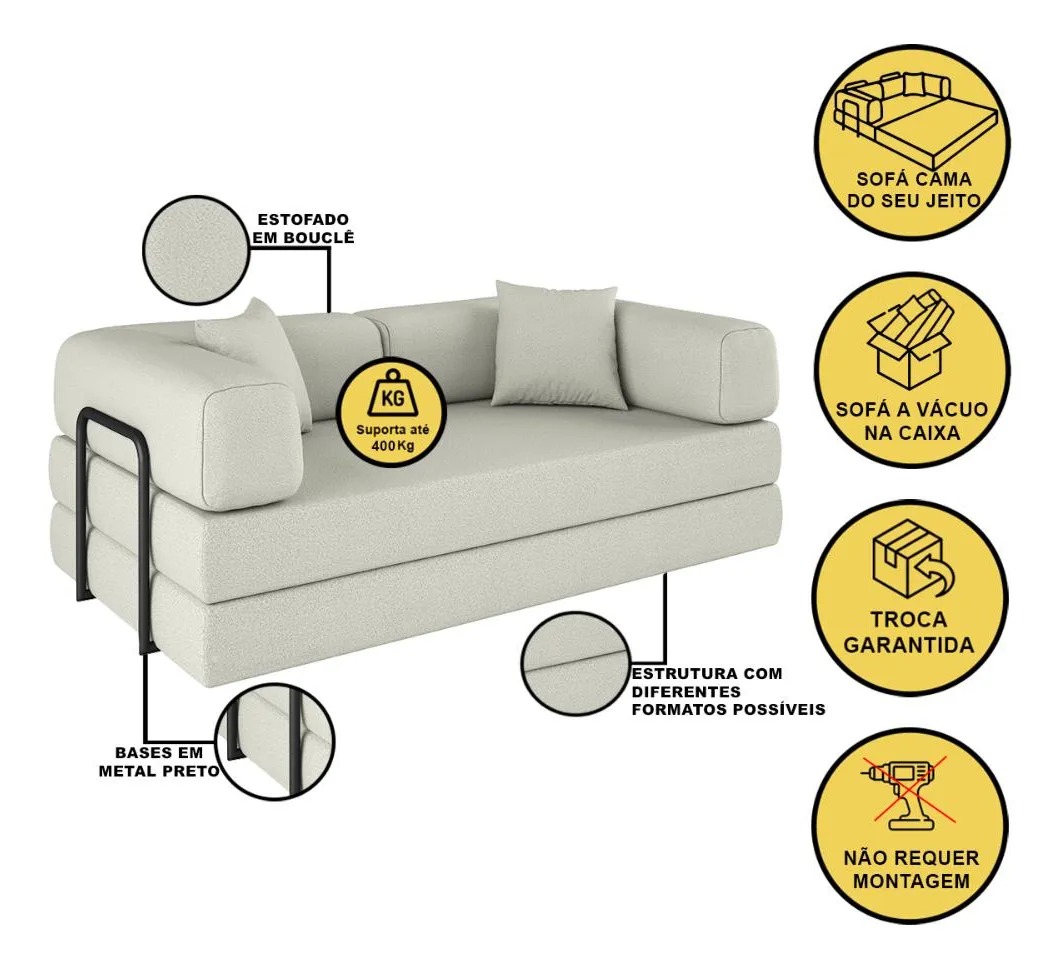 SOFÁ CAMA
DO SEU JEITO
ESTOFADO
EM BOUCLÊ
KG
Suporta até
400Kg
SOFÁ A VÁCUO
NA CAIXA
TROCA
GARANTIDA
ESTRUTURA COM
DIFERENTES
FORMATOS POSSÍVEIS
BASES EM
METAL PRETO
NÃO REQUER
MONTAGEM